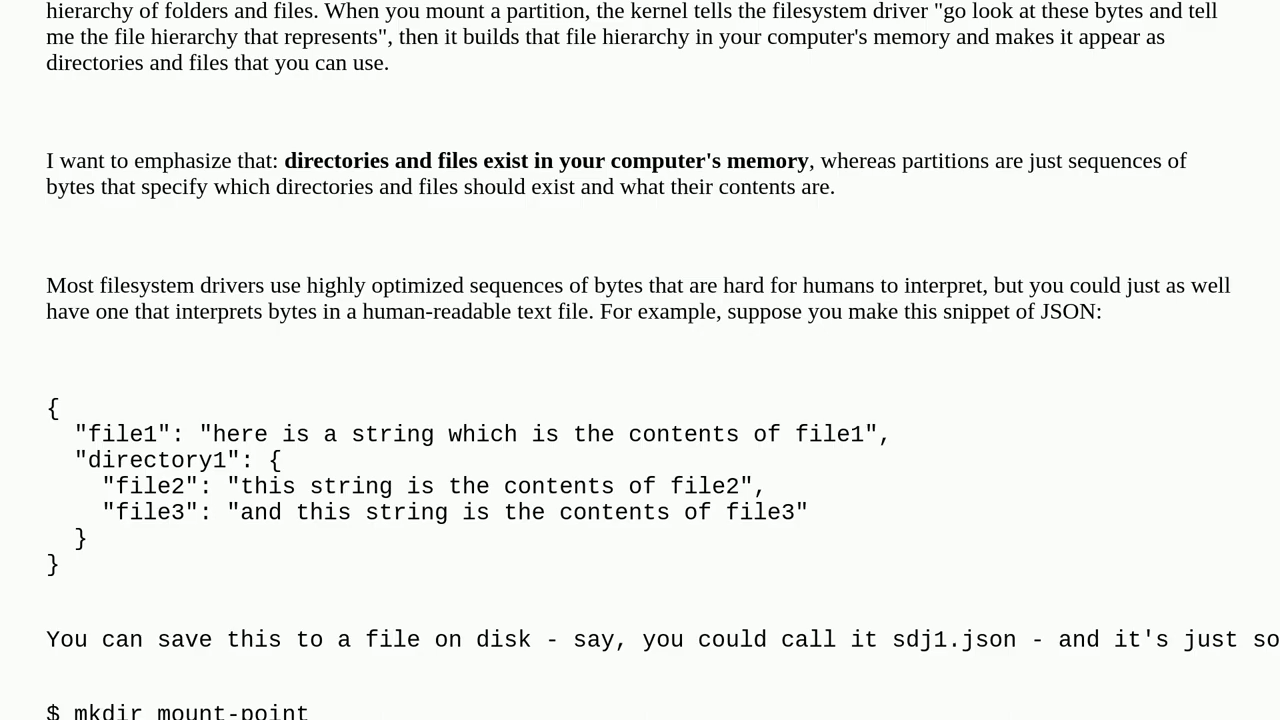 hierarchy of folders and files. When you mount a partition, the kernel tells the filesystem driver "go look at these bytes and tell
me the file hierarchy that represents", then it builds that file hierarchy in your computer's memory and makes it appear as
directories and files that you can use.
I want to emphasize that: directories and files exist in your computer's memory, whereas partitions are just sequences of
bytes that specify which directories and files should exist and what their contents are.
Most filesystem drivers use highly optimized sequences of bytes that are hard for humans to interpret, but you could just as well
have one that interprets bytes in a human-readable text file. For example, suppose you make this snippet of JSON:
{
  "file1": "here is a string which is the contents of file1",
  "directory1": {
    "file2": "this string is the contents of file2",
    "file3": "and this string is the contents of file3"
  }
}
You can save this to a file on disk - say, you could call it sdj1.json - and it's just so
$ mkdir mount-point